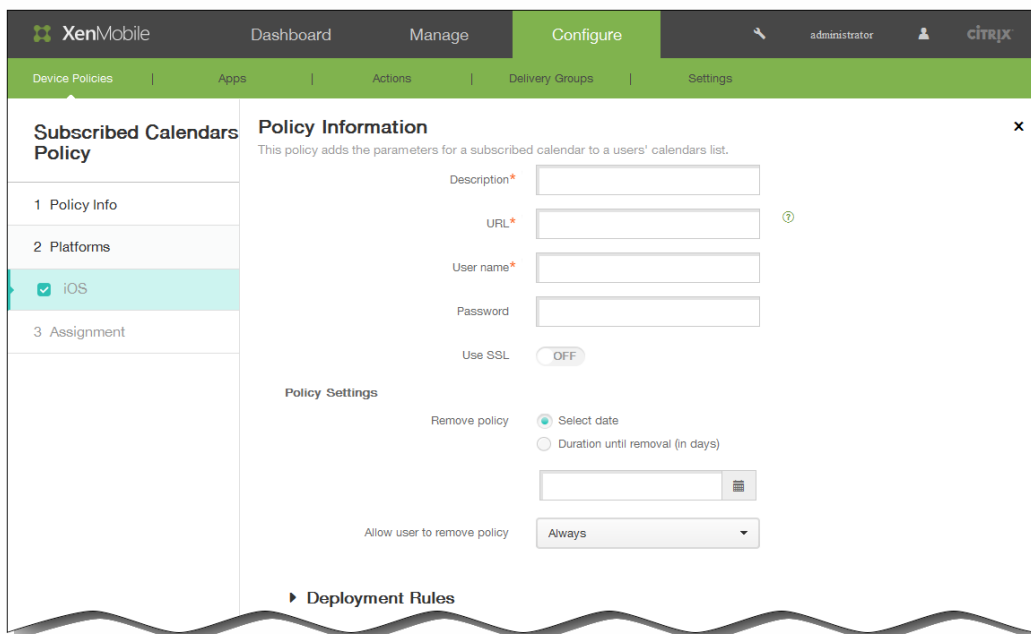 XenMobile Dashboard Manage Configure administrator CİTRIX
Device Policies | Apps | Actions | Delivery Groups | Settings
Subscribed Calendars
Policy
1 Policy Info
2 Platforms
iOS
3 Assignment
Policy Information x
This policy adds the parameters for a subscribed calendar to a users' calendars list.
Description*
URL* ?
User name*
Password
Use SSL OFF
Policy Settings
Remove policy Select date
Duration until removal (in days)
Allow user to remove policy Always
Deployment Rules